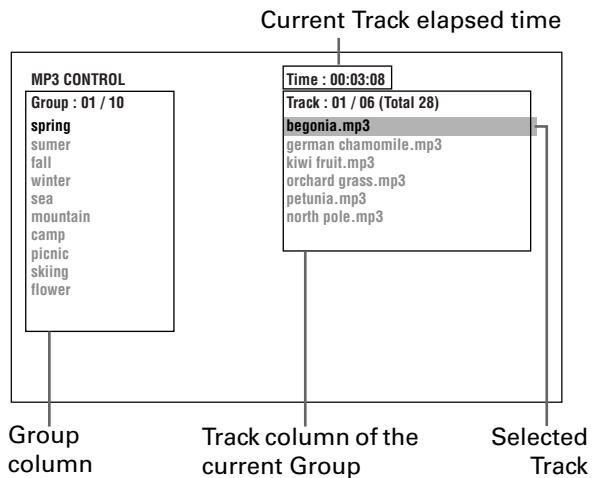 Current Track elapsed time
MP3 CONTROL
Time : 00:03:08
Group : 01 / 10
spring
sumer
fall
winter
sea
mountain
camp
picnic
skiing
flower
Track : 01 / 06 (Total 28)
begonia.mp3
german chamomile.mp3
kiwi fruit.mp3
orchard grass.mp3
petunia.mp3
north pole.mp3
Group
column
Track column of the
current Group
Selected
Track